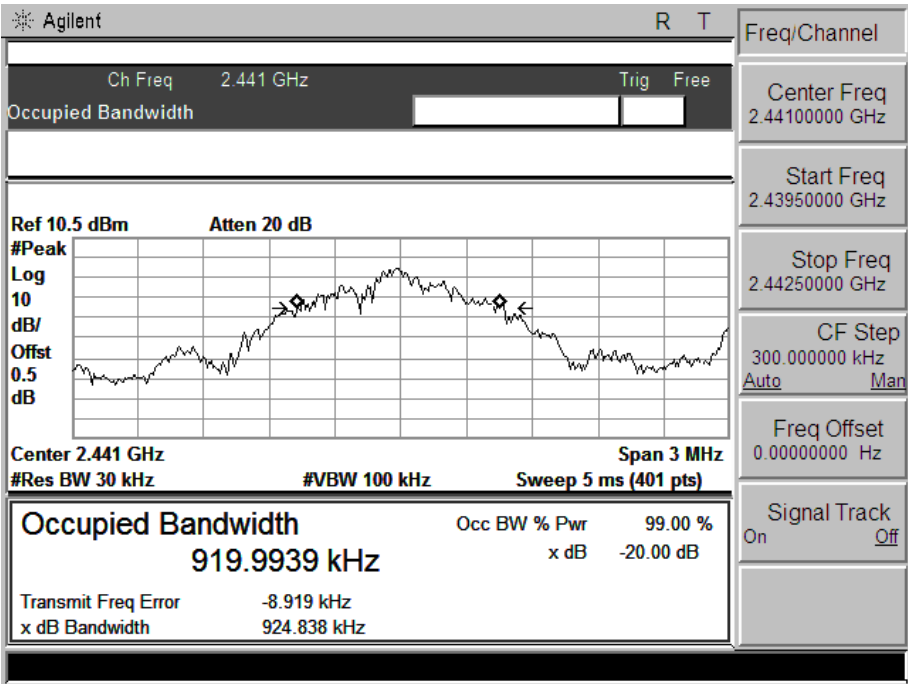 Agilent R T
Freq/Channel
Ch Freq 2.441 GHz Trig Free
Occupied Bandwidth
Center Freq
2.44100000 GHz
Start Freq
2.43950000 GHz
Stop Freq
2.44250000 GHz
CF Step
300.000000 kHz
Auto Man
Freq Offset
0.00000000 Hz
Signal Track
On Off
Ref 10.5 dBm Atten 20 dB
#Peak
Log
10
dB/
Offst
0.5
dB
Center 2.441 GHz Span 3 MHz
#Res BW 30 kHz #VBW 100 kHz Sweep 5 ms (401 pts)
Occupied Bandwidth Occ BW % Pwr 99.00 %
919.9939 kHz x dB -20.00 dB
Transmit Freq Error -8.919 kHz
x dB Bandwidth 924.838 kHz